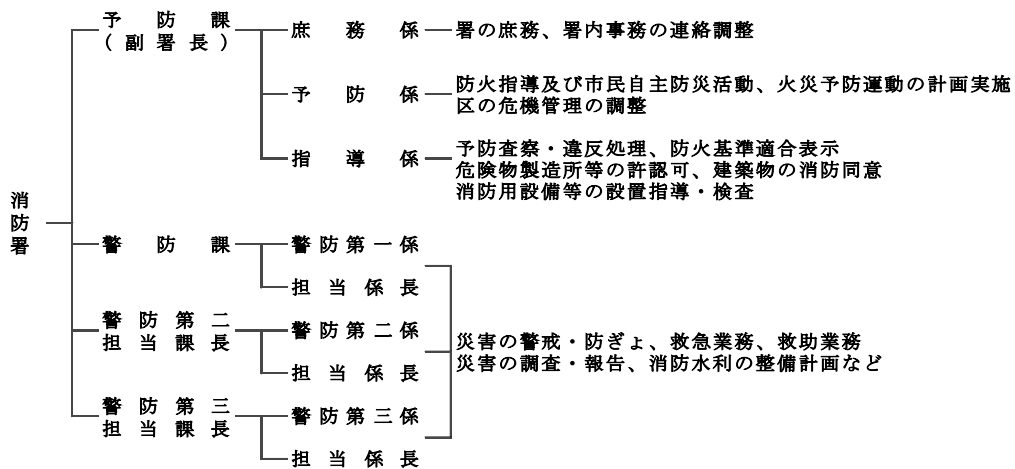 消防署
予防課
(副署長)
庶務係
署の庶務、署内事務の連絡調整
予防係
防火指導及び市民自主防災活動、火災予防運動の計画実施
区の危機管理の調整
指導係
予防査察・違反処理、防火基準適合表示
危険物製造所等の許認可、建築物の消防同意
消防用設備等の設置指導・検査
警防課
警防第一係
担当係長
警防第二
担当課長
警防第二係
担当係長
警防第三
担当課長
警防第三係
担当係長
災害の警戒・防ぎょ、救急業務、救助業務
災害の調査・報告、消防水利の整備計画など